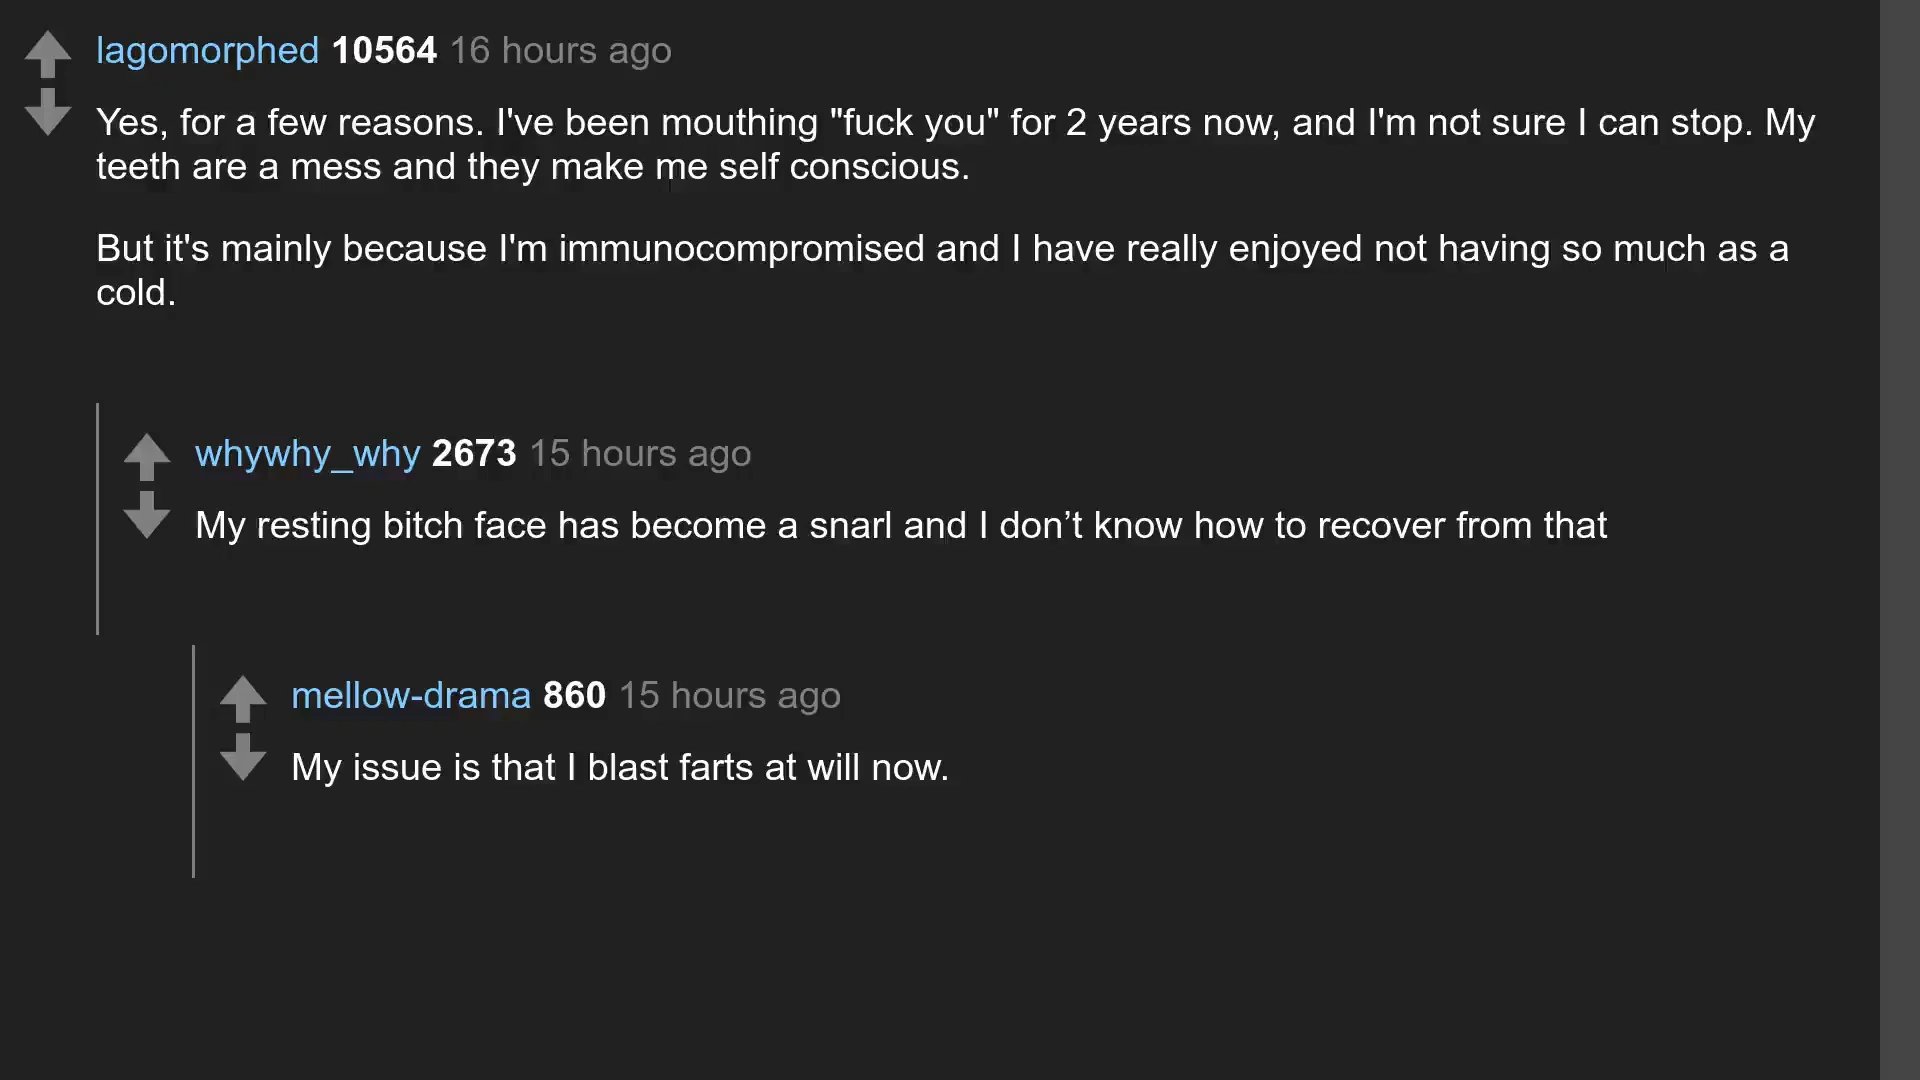 lagomorphed 10564 16 hours ago
Yes, for a few reasons. I've been mouthing "fuck you" for 2 years now, and I'm not sure I can stop. My
teeth are a mess and they make me self conscious.
But it's mainly because I'm immunocompromised and I have really enjoyed not having so much as a
cold.
whywhy_why 2673 15 hours ago
My resting bitch face has become a snarl and I don’t know how to recover from that
mellow-drama 860 15 hours ago
My issue is that I blast farts at will now.